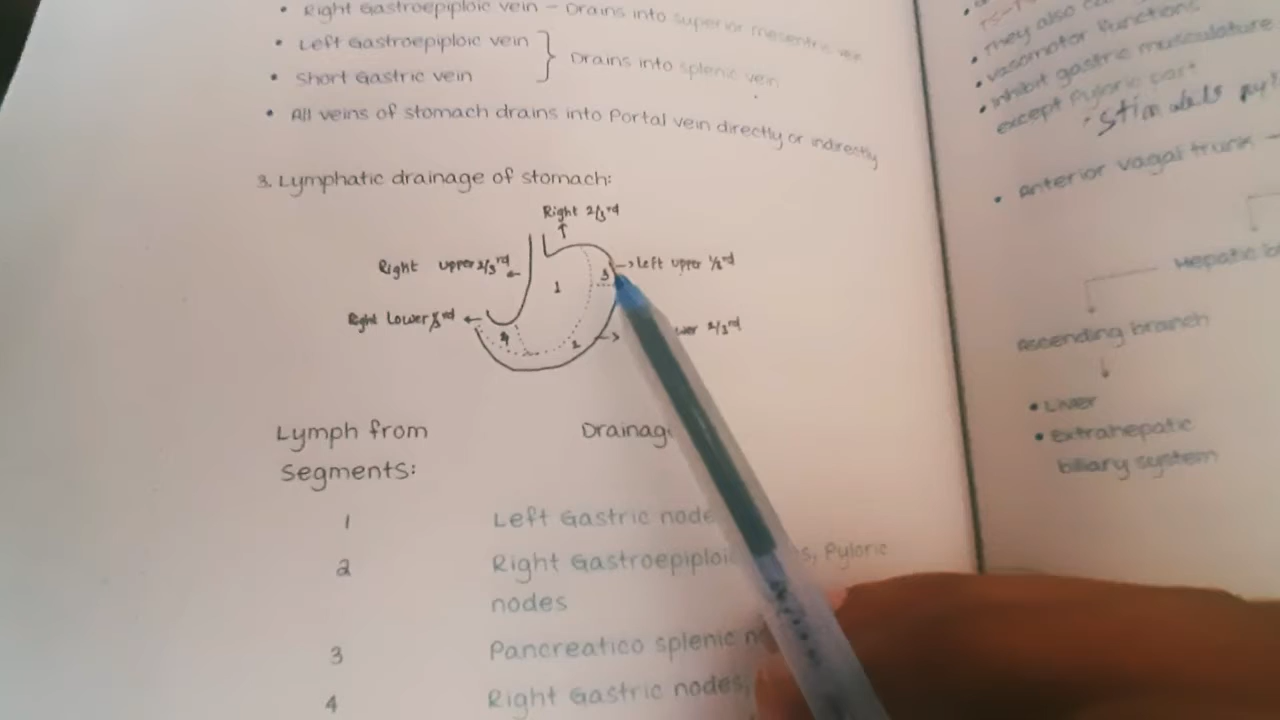 • Right Gastroepiploic vein - Drains into superior mesentric vein
• Left Gastroepiploic vein
• Short Gastric vein
Drains into splenic vein
• All veins of stomach drains into Portal vein directly or indirectly
3. Lymphatic drainage of stomach:
Right 2/3rd
Right upper 2/3rd
Left upper 1/3rd
Right Lower 1/3rd
2/3rd
1
3
4
2
Lymph from segments:
Drainag
1 Left Gastric node
2 Right Gastroepiploic s, Pyloric
nodes
3 Pancreatico splenic n
4 Right Gastric nodes,
• They also
• vasomotor functions
• inhibit gastric musculature
except Pyloric part
• Anterior vagal trunk -
Hepatic
Ascending branch
• Liver
• Extrahepatic
biliary system